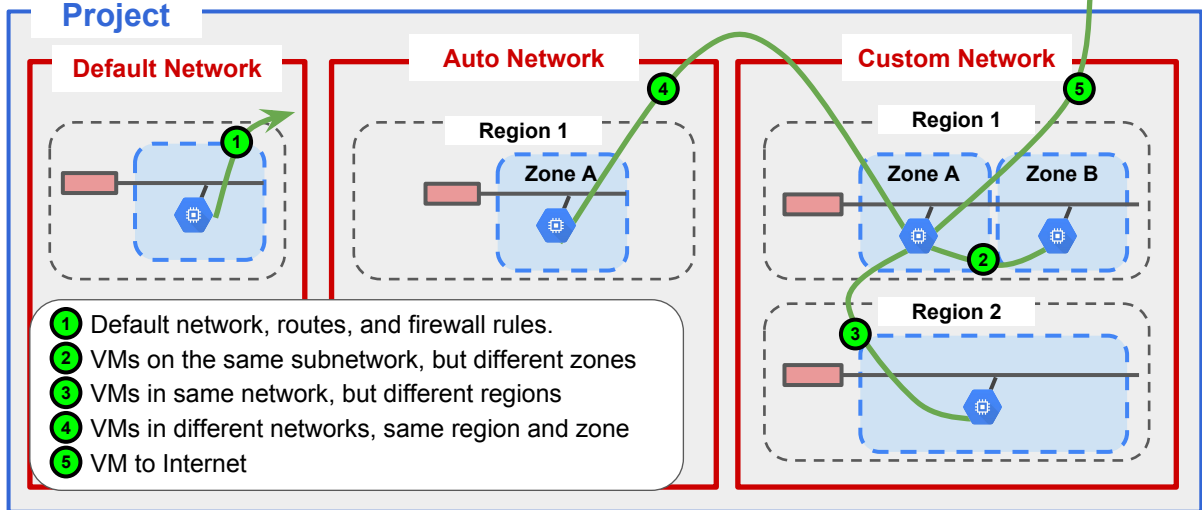 Project
Default Network
Auto Network
Custom Network
1
4
5
Region 1
Region 1
Zone A
Zone A
Zone B
2
Region 2
3
1 Default network, routes, and firewall rules.
2 VMs on the same subnetwork, but different zones
3 VMs in same network, but different regions
4 VMs in different networks, same region and zone
5 VM to Internet